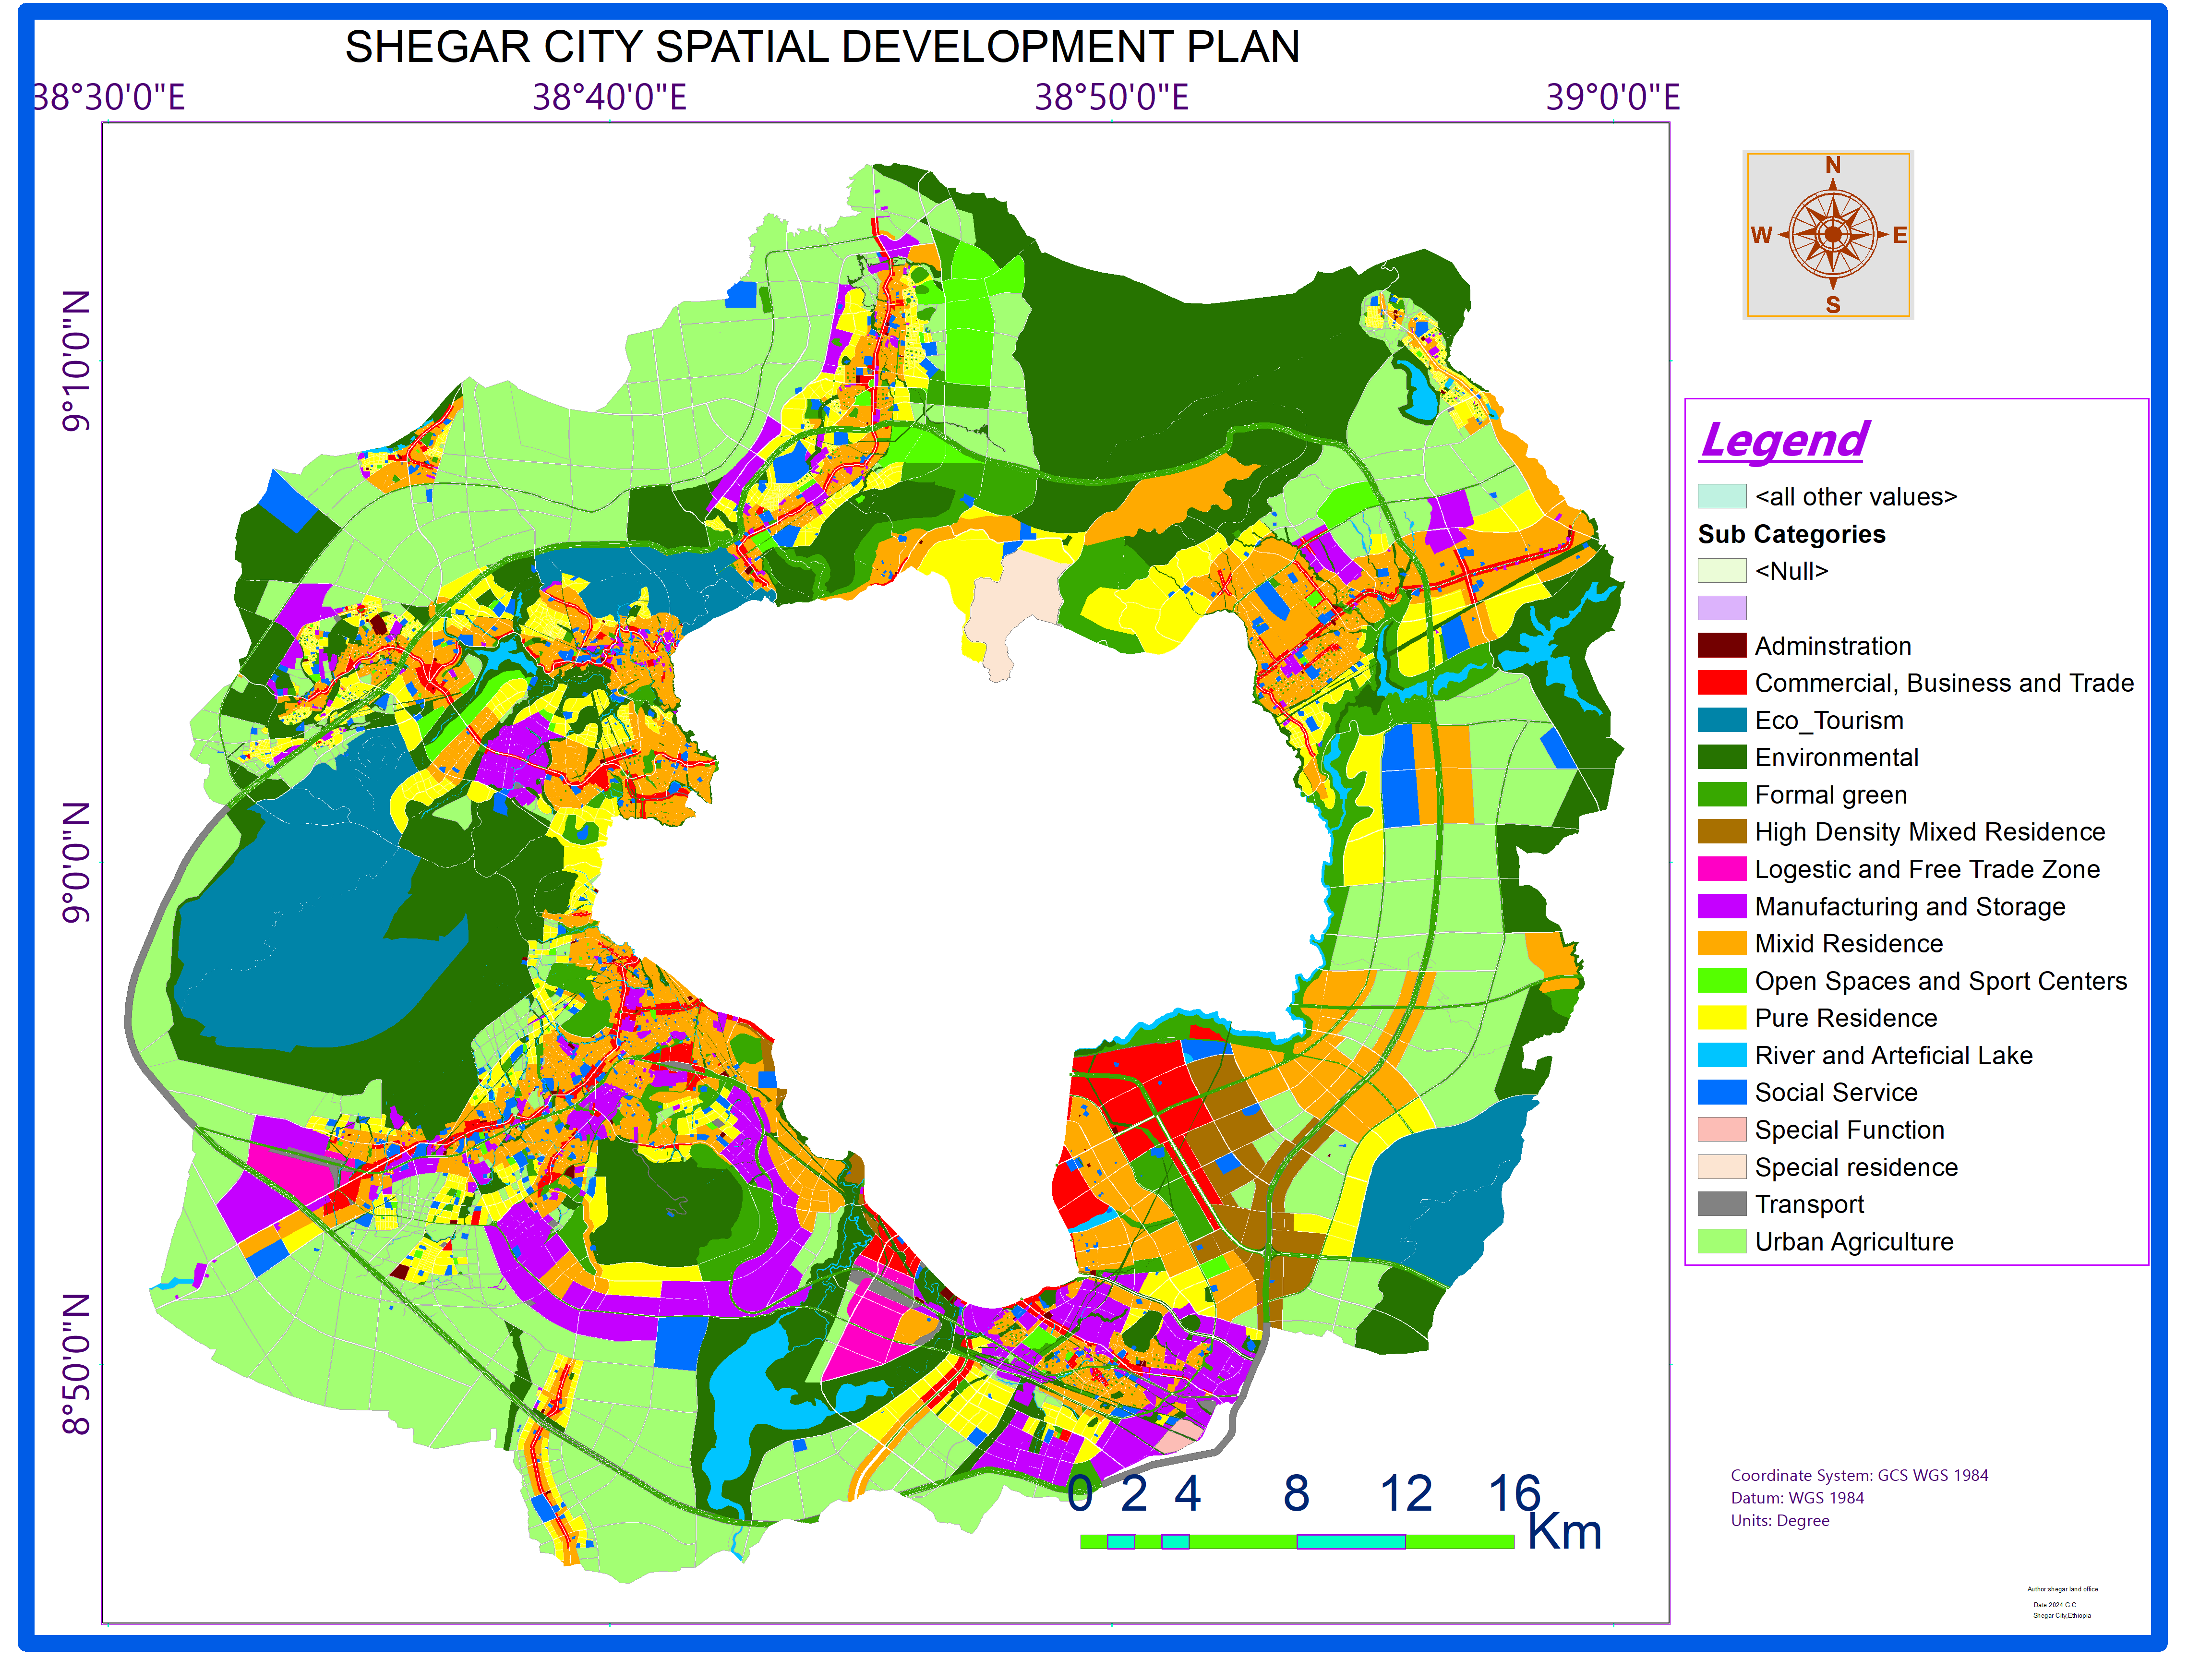 SHEGAR CITY SPATIAL DEVELOPMENT PLAN
38°30'0"E 38°40'0"E 38°50'0"E 39°0'0"E
N
W E
S
9°10'0"N
9°0'0"N
8°50'0"N
Legend
<all other values>
Sub Categories
<Null>
Adminstration
Commercial, Business and Trade
Eco_Tourism
Environmental
Formal green
High Density Mixed Residence
Logestic and Free Trade Zone
Manufacturing and Storage
Mixid Residence
Open Spaces and Sport Centers
Pure Residence
River and Arteficial Lake
Social Service
Special Function
Special residence
Transport
Urban Agriculture
0 2 4 8 12 16
Km
Coordinate System: GCS WGS 1984
Datum: WGS 1984
Units: Degree
Author:shegar land office
Date:2024 G.C
Shegar City,Ethiopia